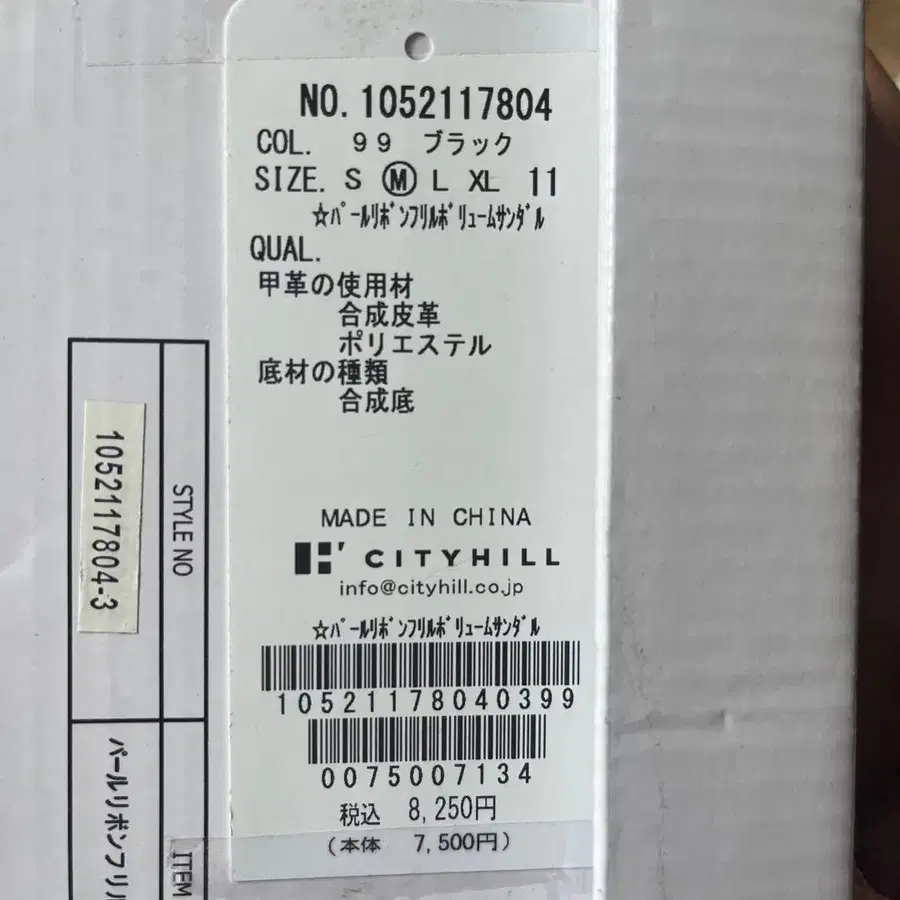 NO.1052117804
COL. 99 ブラック
SIZE. S Ⓜ L XL 11
☆ﾊﾟｰﾙﾘﾎﾞﾝﾌﾘﾙﾎﾞﾘｭｰﾑｻﾝﾀﾞﾙ
QUAL.
甲革の使用材
合成皮革
ポリエステル
底材の種類
合成底
MADE IN CHINA
CITYHILL
info@cityhill.co.jp
☆ﾊﾟｰﾙﾘﾎﾞﾝﾌﾘﾙﾎﾞﾘｭｰﾑｻﾝﾀﾞﾙ
10521178040399
0075007134
税込 8,250円
(本体 7,500円)
STYLE NO
1052117804-3
ITEM
パールリボンフリル